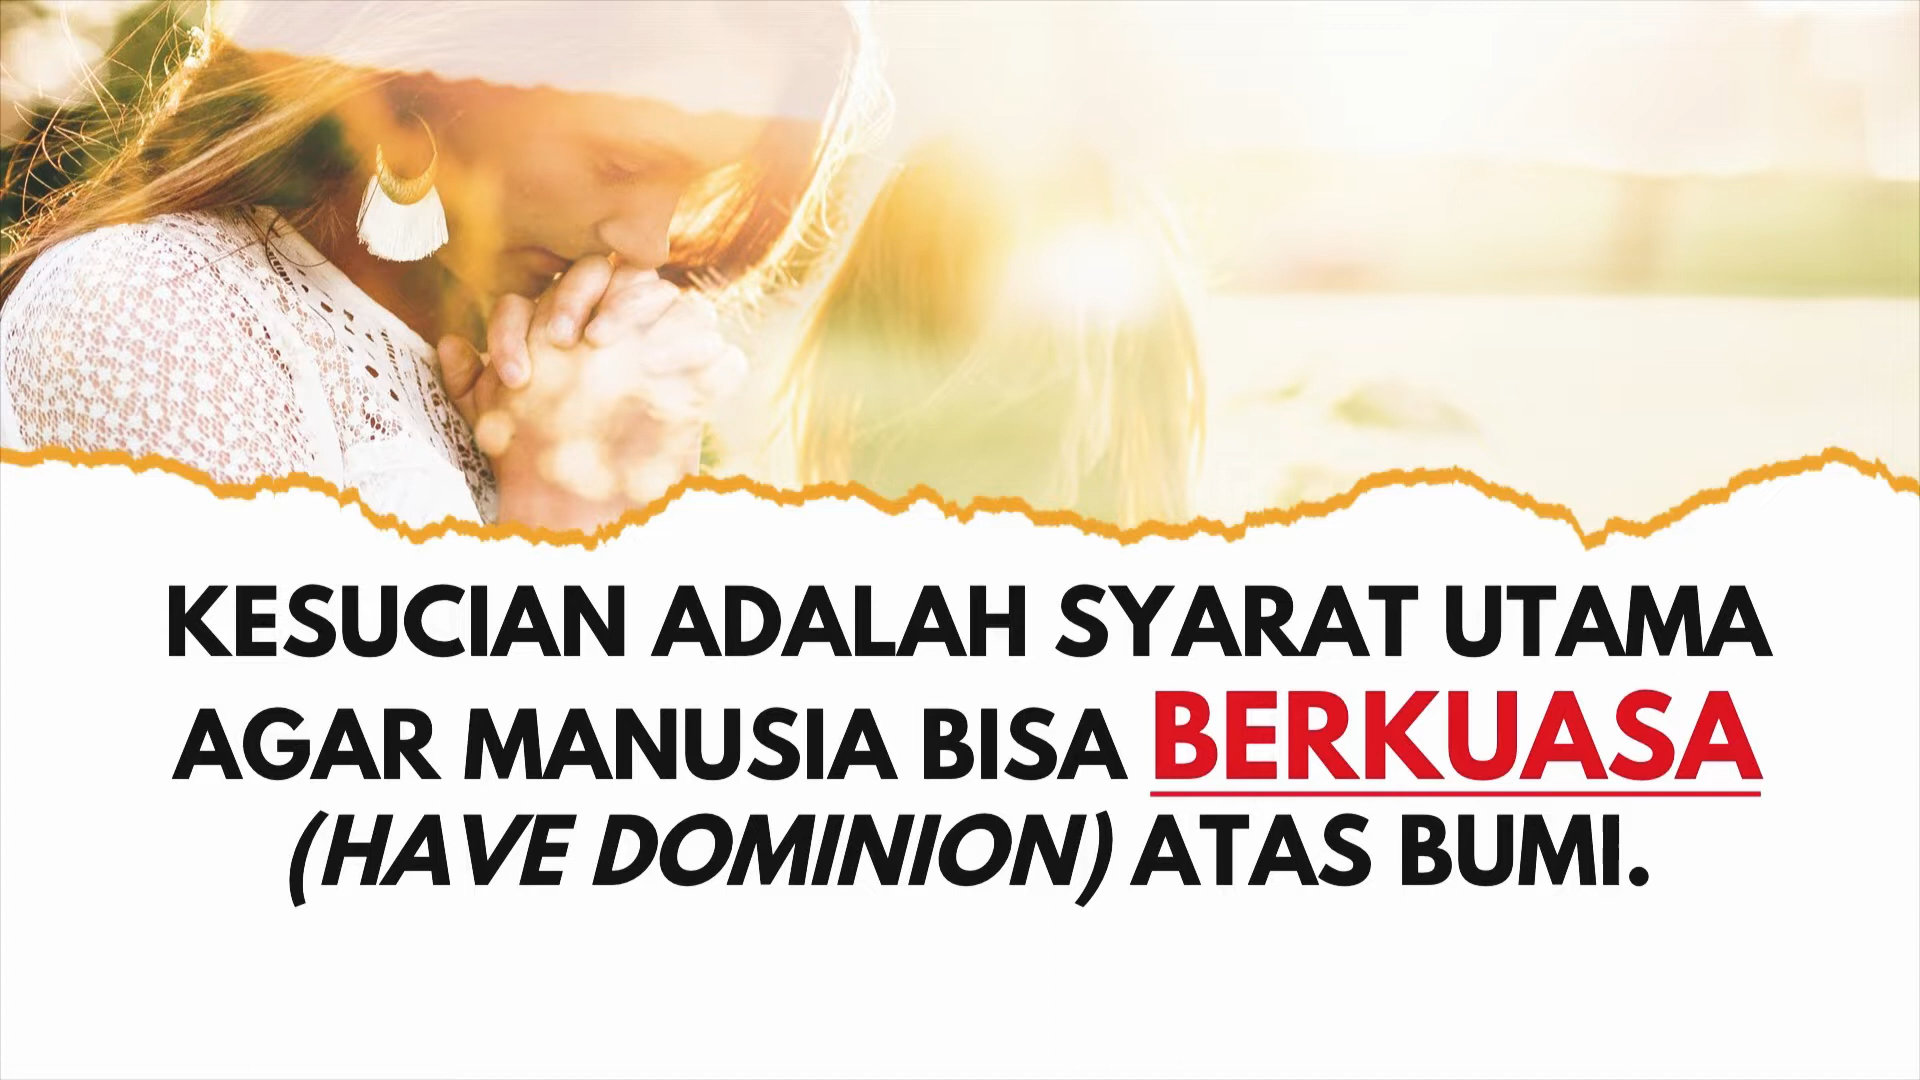 KESUCIAN ADALAH SYARAT UTAMA
AGAR MANUSIA BISA BERKUASA
(HAVE DOMINION) ATAS BUMI.